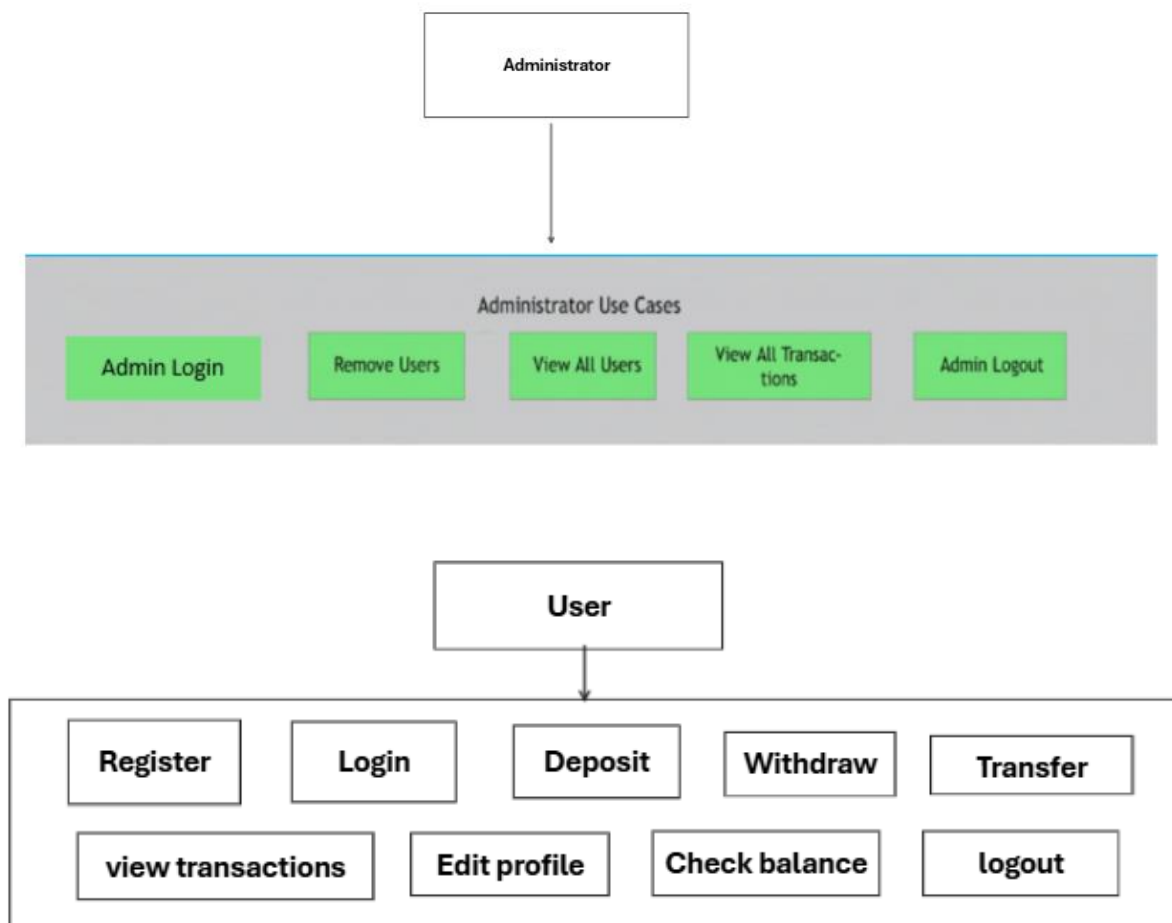 Administrator
Administrator Use Cases
Admin Login
Remove Users
View All Users
View All Transac-
tions
Admin Logout
User
Register
Login
Deposit
Withdraw
Transfer
view transactions
Edit profile
Check balance
logout